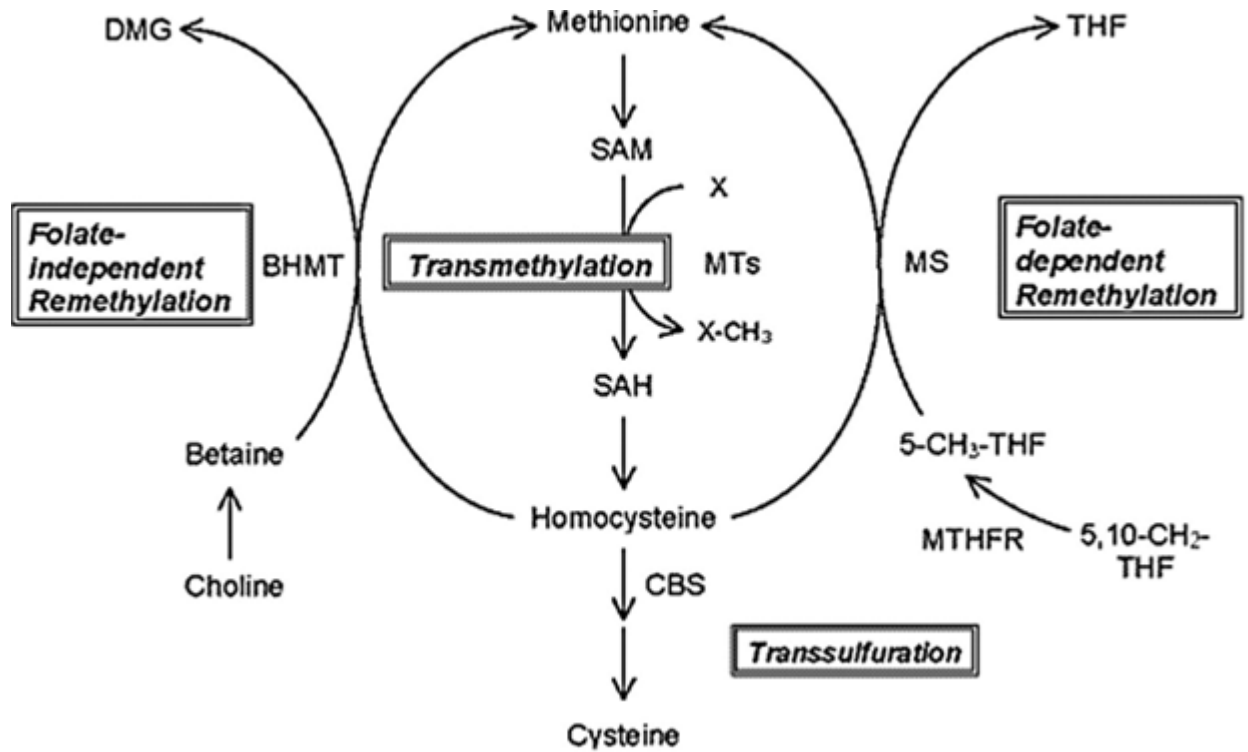 DMG
Methionine
THF
SAM
X
Folate-
independent
Remethylation
BHMT
Transmethylation
MTs
MS
Folate-
dependent
Remethylation
X-CH₃
SAH
Betaine
5-CH₃-THF
Homocysteine
MTHFR
5,10-CH₂-
THF
Choline
CBS
Transsulfuration
Cysteine